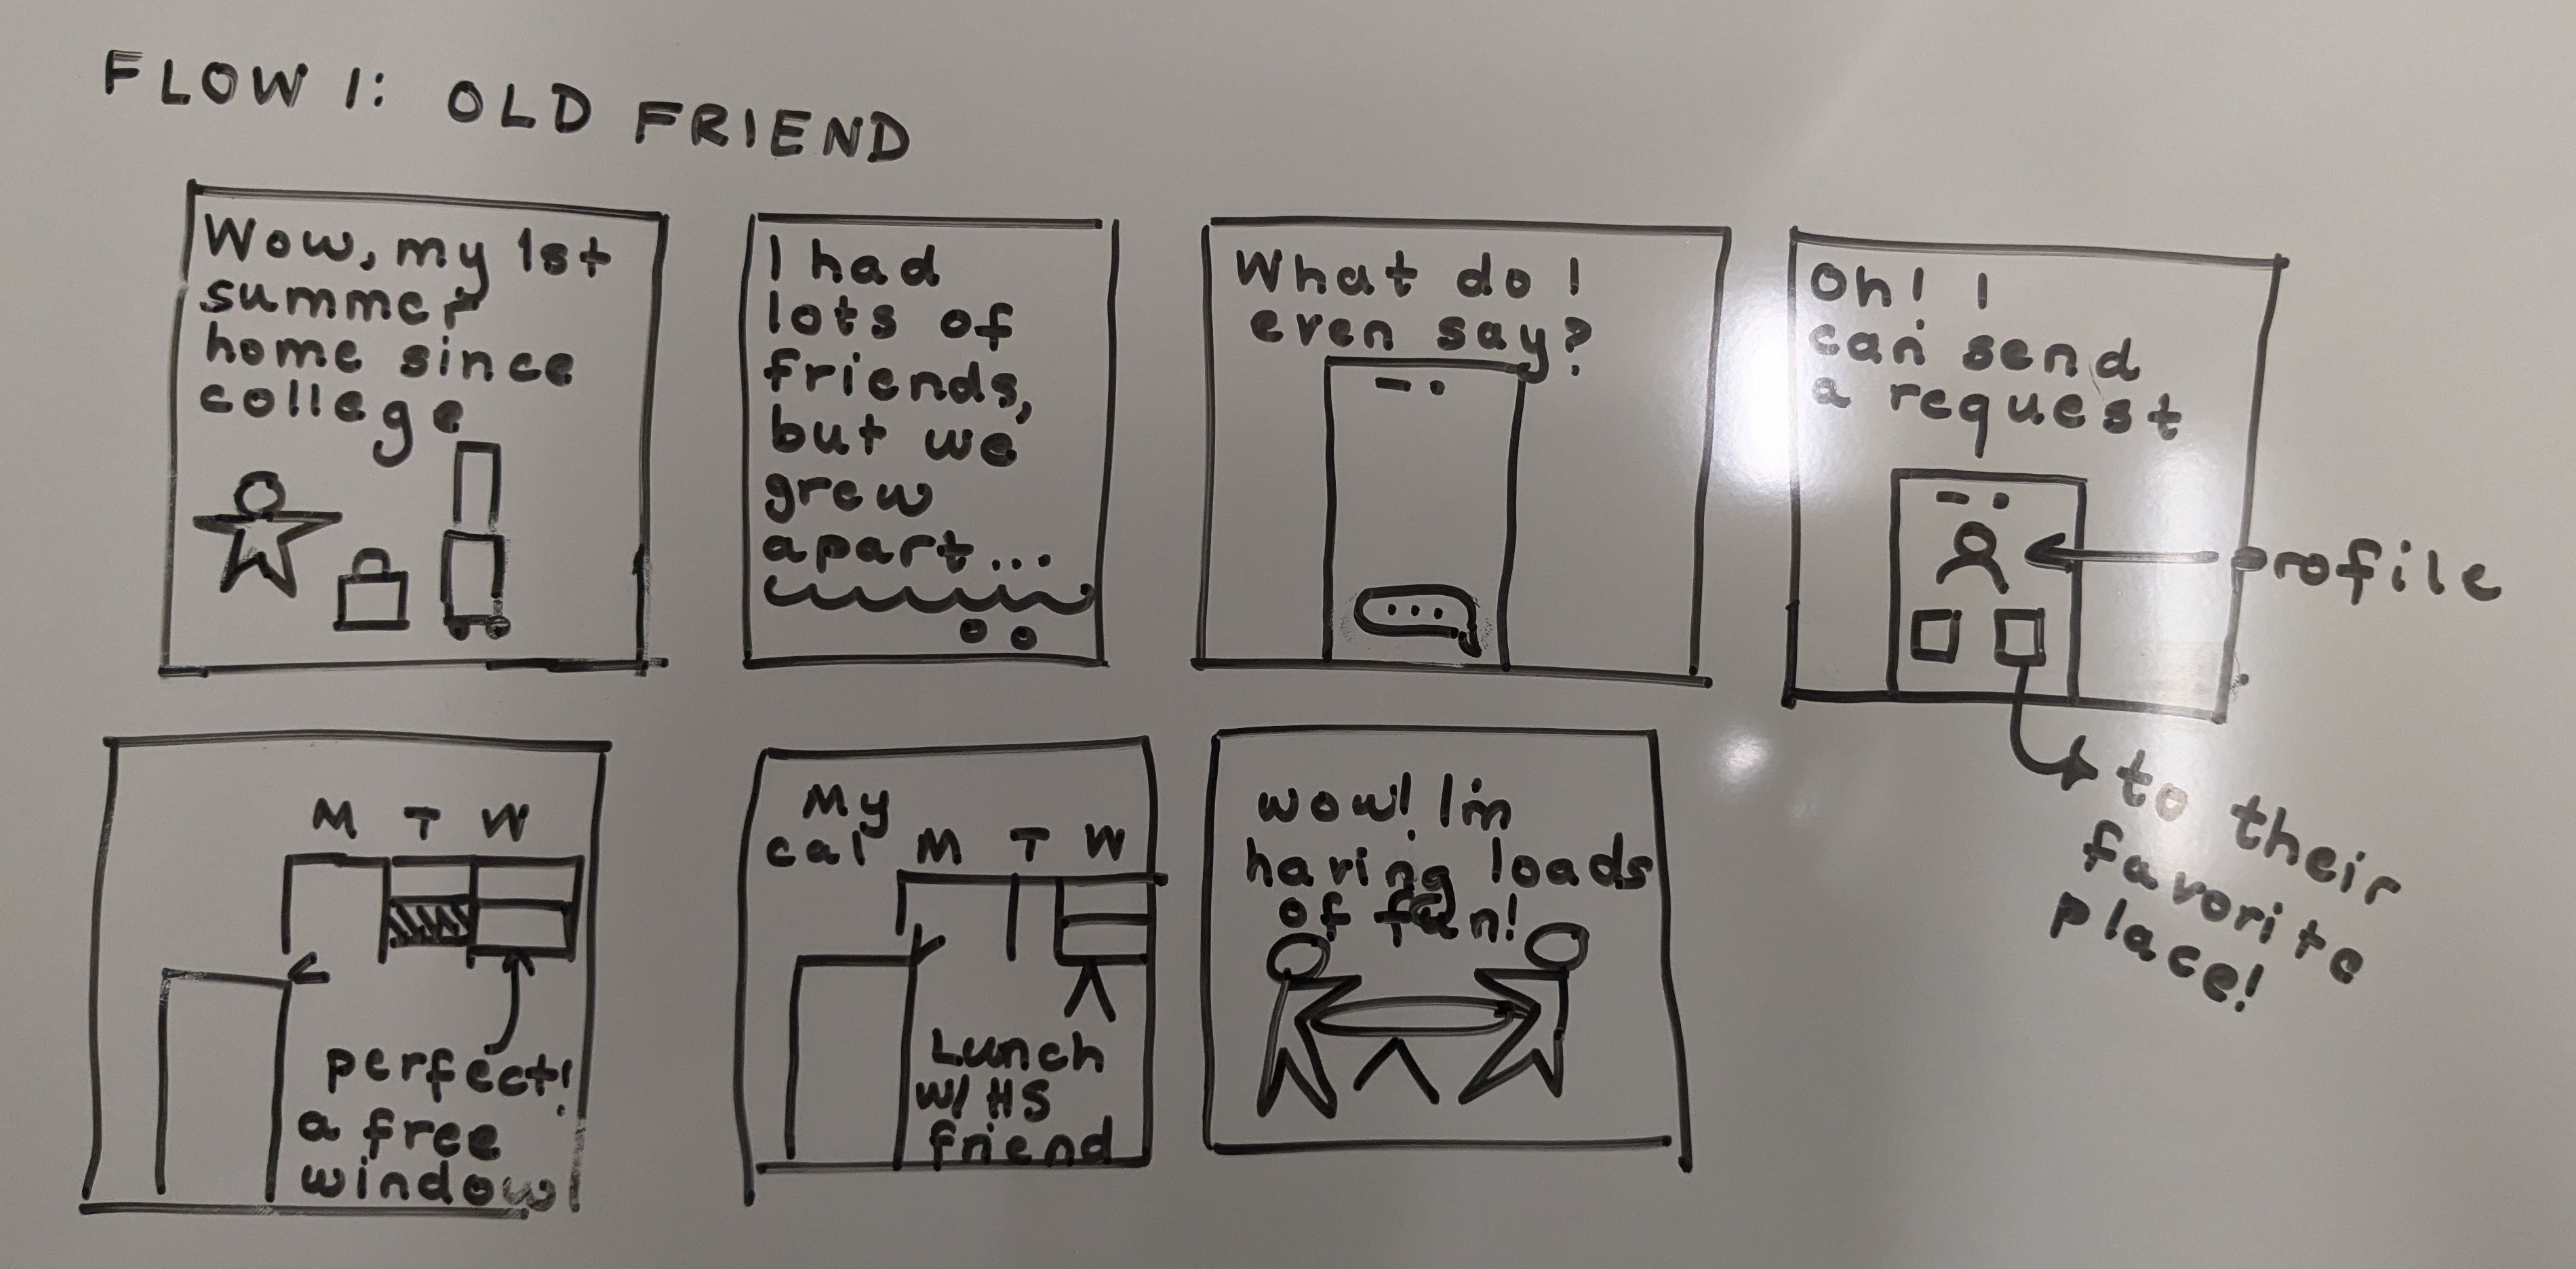 FLOW 1: OLD FRIEND
Wow, my 1st
summer
home since
college
I had
lots of
friends,
but we
grew
apart...
What do I
even say?
...
Oh! I
can send
a request
profile
to their
favorite
place!
M T W
perfect!
a free
window!
My
cal
M T W
Lunch
w/ HS
friend
wow! I'm
having loads
of fun!